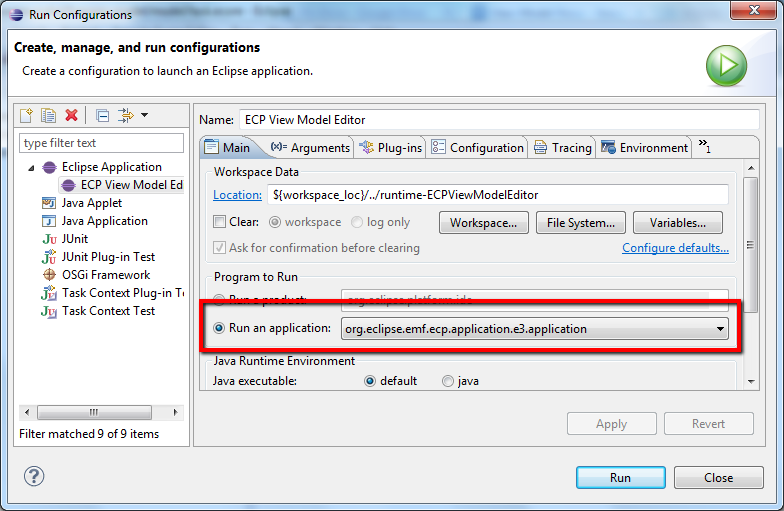 Run Configurations
Create, manage, and run configurations
Create a configuration to launch an Eclipse application.
type filter text
Eclipse Application
ECP View Model Ed
Java Applet
Java Application
JUnit
JUnit Plug-in Test
OSGi Framework
Task Context Plug-in Te
Task Context Test
Filter matched 9 of 9 items
Name: ECP View Model Editor
Main Arguments Plug-ins Configuration Tracing Environment »1
Workspace Data
Location: ${workspace_loc}/../runtime-ECPViewModelEditor
Clear: workspace log only Workspace... File System... Variables...
Ask for confirmation before clearing Configure defaults...
Program to Run
Run a product: org.eclipse.platform.ide
Run an application: org.eclipse.emf.ecp.application.e3.application
Java Runtime Environment
Java executable: default java
Apply Revert
Run Close